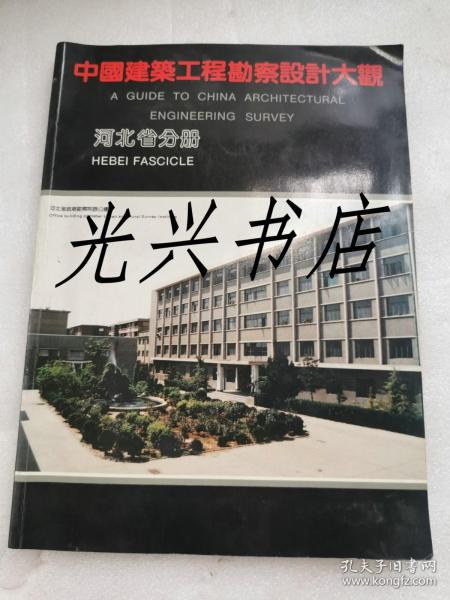 中國建築工程勘察設計大觀
A GUIDE TO CHINA ARCHITECTURAL
ENGINEERING SURVEY
河北省分册
HEBEI FASCICLE
Office building
光兴书店
孔夫子旧书网
www.kongfz.com